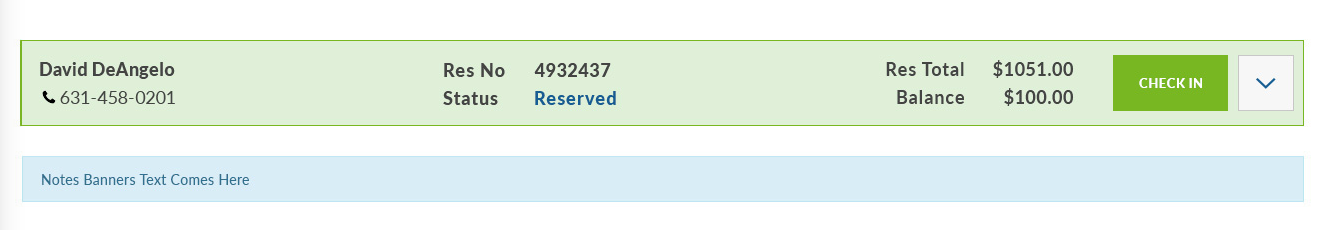 David DeAngelo
631-458-0201
Res No 4932437
Status Reserved
Res Total $1051.00
Balance $100.00
CHECK IN
Notes Banners Text Comes Here